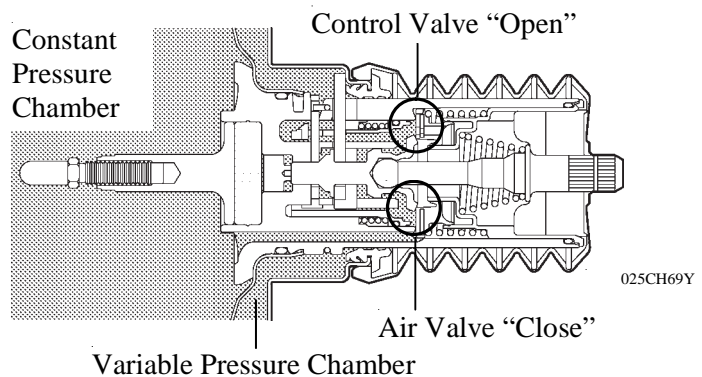 Control Valve “Open”
Constant
Pressure
Chamber
025CH69Y
Air Valve “Close”
Variable Pressure Chamber